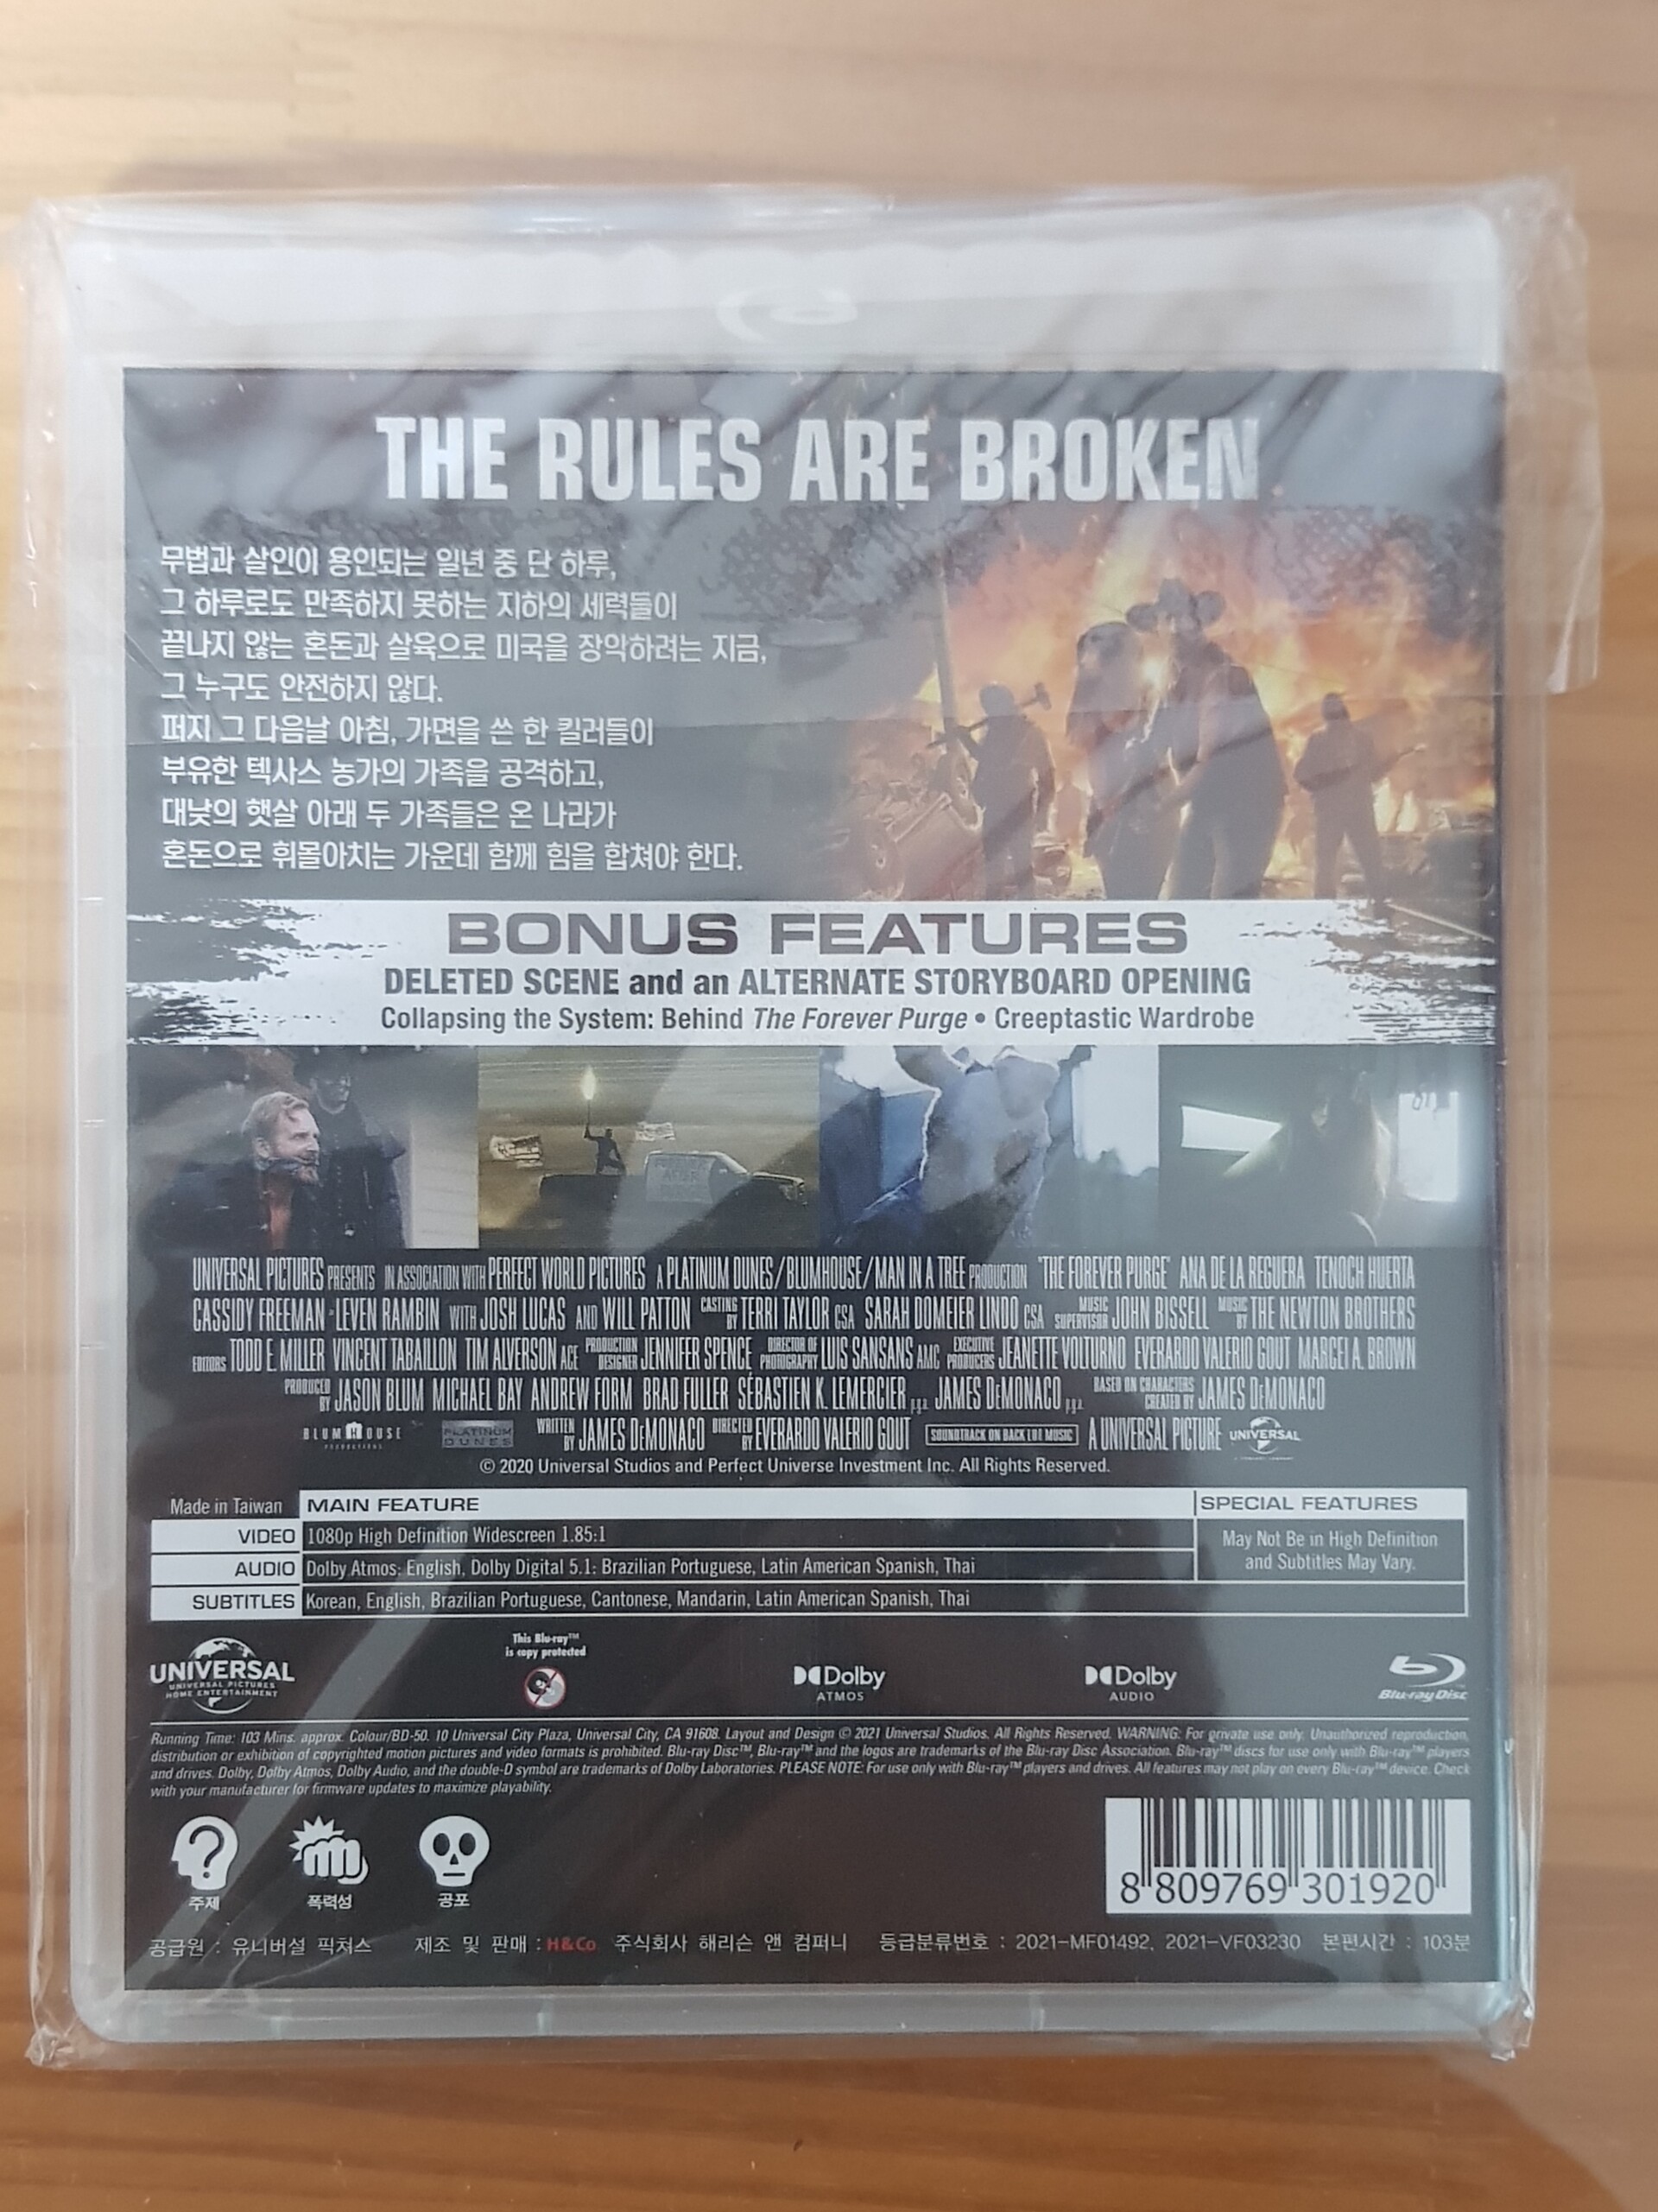 THE RULES ARE BROKEN
무법과 살인이 용인되는 일년 중 단 하루,
그 하루로도 만족하지 못하는 지하의 세력들이
끝나지 않는 혼돈과 살육으로 미국을 장악하려는 지금,
그 누구도 안전하지 않다.
퍼지 그 다음날 아침, 가면을 쓴 한 킬러들이
부유한 텍사스 농가의 가족을 공격하고,
대낮의 햇살 아래 두 가족들은 온 나라가
혼돈으로 휘몰아치는 가운데 함께 힘을 합쳐야 한다.
BONUS FEATURES
DELETED SCENE and an ALTERNATE STORYBOARD OPENING
Collapsing the System: Behind The Forever Purge • Creeptastic Wardrobe
UNIVERSAL PICTURES PRESENTS IN ASSOCIATION WITH PERFECT WORLD PICTURES A PLATINUM DUNES/BLUMHOUSE/MAN IN A TREE PRODUCTION "THE FOREVER PURGE" ANA DE LA REGUERA TENOCH HUERTA
CASSIDY FREEMAN LEVEN RAMBIN WITH JOSH LUCAS AND WILL PATTON CASTING BY TERRI TAYLOR CSA SARAH DOMEIER LINDO CSA MUSIC SUPERVISOR JOHN BISSELL MUSIC BY THE NEWTON BROTHERS
EDITORS TODD E. MILLER VINCENT TABAILLON TIM ALVERSON ACE PRODUCTION DESIGNER JENNIFER SPENCE DIRECTOR OF PHOTOGRAPHY LUIS SANSANS AMC EXECUTIVE PRODUCERS JEANETTE VOLTURNO EVERARDO VALERIO GOUT MARCEI A. BROWN
PRODUCED BY JASON BLUM MICHAEL BAY ANDREW FORM BRAD FULLER SÉBASTIEN K. LEMERCIER p.g.a. JAMES DeMONACO p.g.a. BASED ON CHARACTERS CREATED BY JAMES DeMONACO
BLUMHOUSE PRODUCTIONS PLATINUM DUNES WRITTEN BY JAMES DeMONACO DIRECTED BY EVERARDO VALERIO GOUT SOUNDTRACK ON BACK LOT MUSIC A UNIVERSAL PICTURE UNIVERSAL
© 2020 Universal Studios and Perfect Universe Investment Inc. All Rights Reserved.
Made in Taiwan MAIN FEATURE SPECIAL FEATURES
VIDEO 1080p High Definition Widescreen 1.85:1
May Not Be in High Definition
and Subtitles May Vary.
AUDIO Dolby Atmos: English, Dolby Digital 5.1: Brazilian Portuguese, Latin American Spanish, Thai
SUBTITLES Korean, English, Brazilian Portuguese, Cantonese, Mandarin, Latin American Spanish, Thai
UNIVERSAL
UNIVERSAL PICTURES
HOME ENTERTAINMENT
This Blu-ray™
is copy protected
Dolby
ATMOS
Dolby
AUDIO
Blu-ray Disc
Running Time: 103 Mins. approx. Colour/BD-50. 10 Universal City Plaza, Universal City, CA 91608. Layout and Design © 2021 Universal Studios. All Rights Reserved. WARNING: For private use only. Unauthorized reproduction,
distribution or exhibition of copyrighted motion pictures and video formats is prohibited. Blu-ray Disc™, Blu-ray™ and the logos are trademarks of the Blu-ray Disc Association. Blu-ray™ discs for use only with Blu-ray™ players
and drives. Dolby, Dolby Atmos, Dolby Audio, and the double-D symbol are trademarks of Dolby Laboratories. PLEASE NOTE: For use only with Blu-ray™ players and drives. All features may not play on every Blu-ray™ device. Check
with your manufacturer for firmware updates to maximize playability.
주제
폭력성
공포
8 809769 301920
공급원 : 유니버설 픽쳐스 제조 및 판매 : H&Co 주식회사 해리슨 앤 컴퍼니 등급분류번호 : 2021-MF01492, 2021-VF03230 본편시간 : 103분